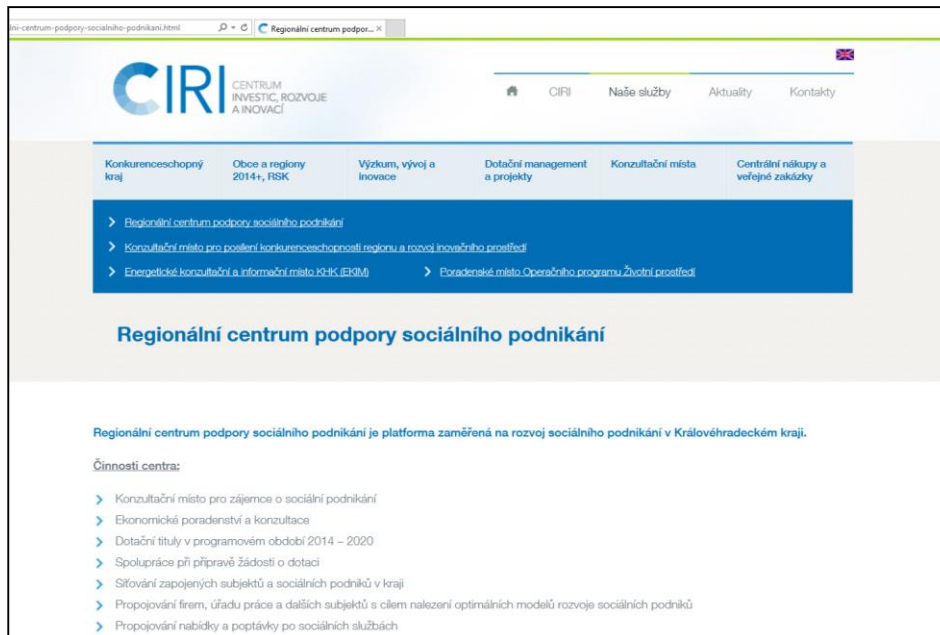 lni-centrum-podpory-socialniho-podnikani.html
Regionální centrum podpor...
CIRI
CENTRUM
INVESTIC, ROZVOJE
A INOVACÍ
CIRI Naše služby Aktuality Kontakty
Konkurenceschopný
kraj
Obce a regiony
2014+, RSK
Výzkum, vývoj a
inovace
Dotační management
a projekty
Konzultační místa
Centrální nákupy a
veřejné zakázky
Regionální centrum podpory sociálního podnikání
Konzultační místo pro posílení konkurenceschopnosti regionu a rozvoj inovačního prostředí
Energetické konzultační a informační místo KHK (EKIM)
Poradenské místo Operačního programu Životní prostředí
Regionální centrum podpory sociálního podnikání
Regionální centrum podpory sociálního podnikání je platforma zaměřená na rozvoj sociálního podnikání v Královéhradeckém kraji.
Činnosti centra:
Konzultační místo pro zájemce o sociální podnikání
Ekonomické poradenství a konzultace
Dotační tituly v programovém období 2014 – 2020
Spolupráce při přípravě žádosti o dotaci
Síťování zapojených subjektů a sociálních podniků v kraji
Propojování firem, úřadu práce a dalších subjektů s cílem nalezení optimálních modelů rozvoje sociálních podniků
Propojování nabídky a poptávky po sociálních službách